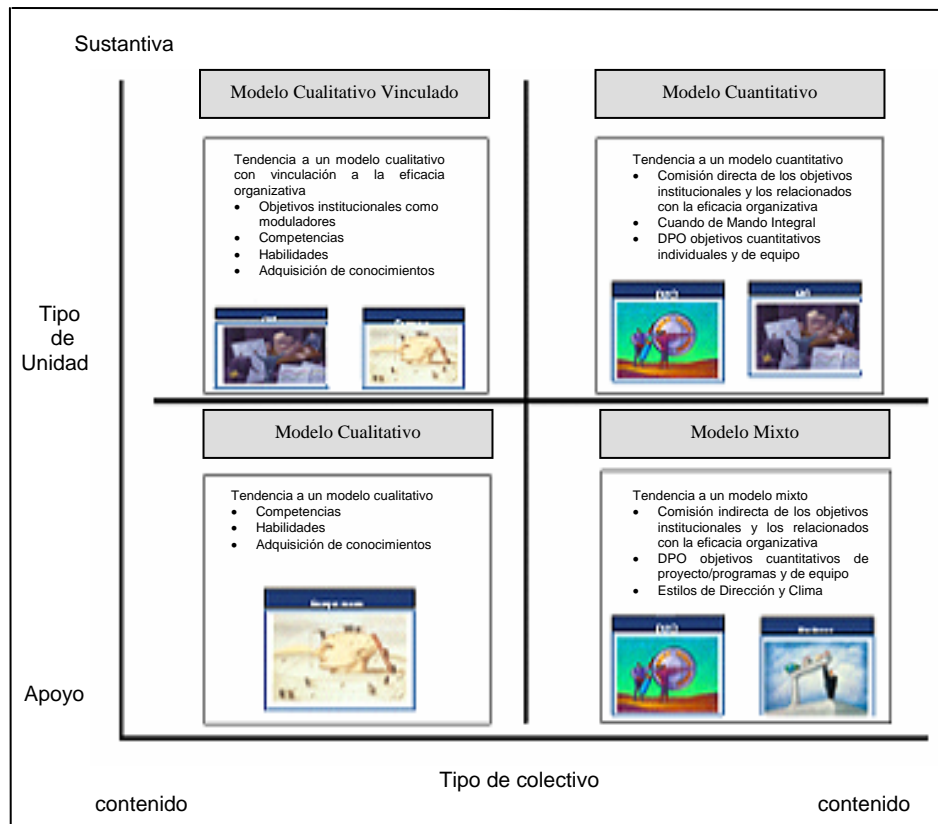 Sustantiva
Modelo Cualitativo Vinculado
Modelo Cuantitativo
Tendencia a un modelo cualitativo
con vinculación a la eficacia
organizativa
• Objetivos institucionales como
moduladores
• Competencias
• Habilidades
• Adquisición de conocimientos
Tendencia a un modelo cuantitativo
• Comisión directa de los objetivos
institucionales y los relacionados
con la eficacia organizativa
• Cuando de Mando Integral
• DPO objetivos cuantitativos
individuales y de equipo
Tipo
de
Unidad
Modelo Cualitativo
Modelo Mixto
Tendencia a un modelo cualitativo
• Competencias
• Habilidades
• Adquisición de conocimientos
Tendencia a un modelo mixto
• Comisión indirecta de los objetivos
institucionales y los relacionados
con la eficacia organizativa
• DPO objetivos cuantitativos de
proyecto/programas y de equipo
• Estilos de Dirección y Clima
Apoyo
Tipo de colectivo
contenido
contenido